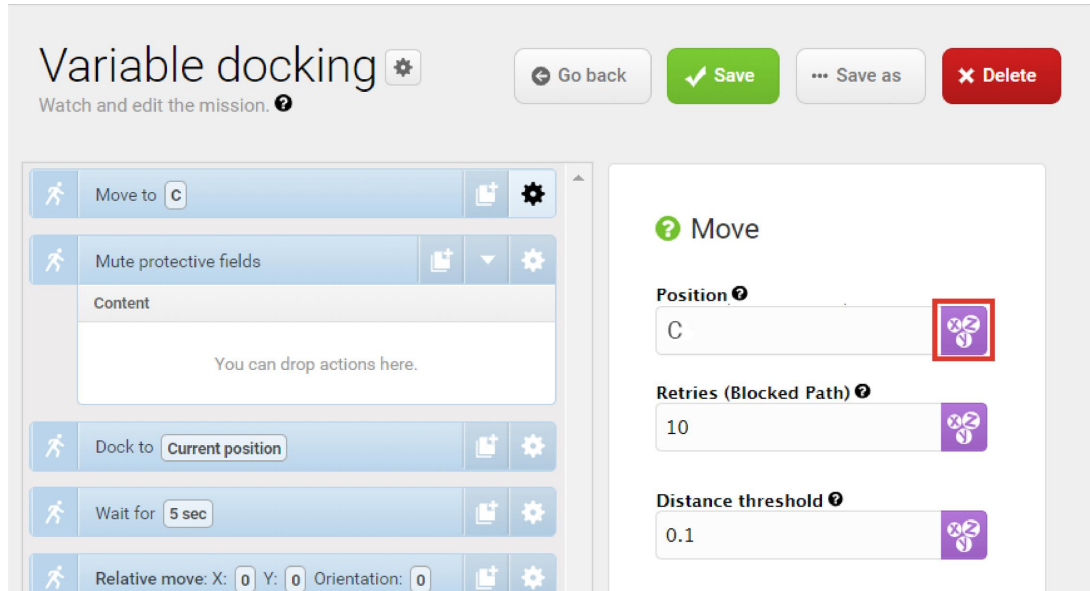 Variable docking
Watch and edit the mission.
Go back
Save
Save as
Delete
Move to C
Mute protective fields
Content
You can drop actions here.
Dock to Current position
Wait for 5 sec
Relative move: X: 0 Y: 0 Orientation: 0
Move
Position
C
Retries (Blocked Path)
10
Distance threshold
0.1